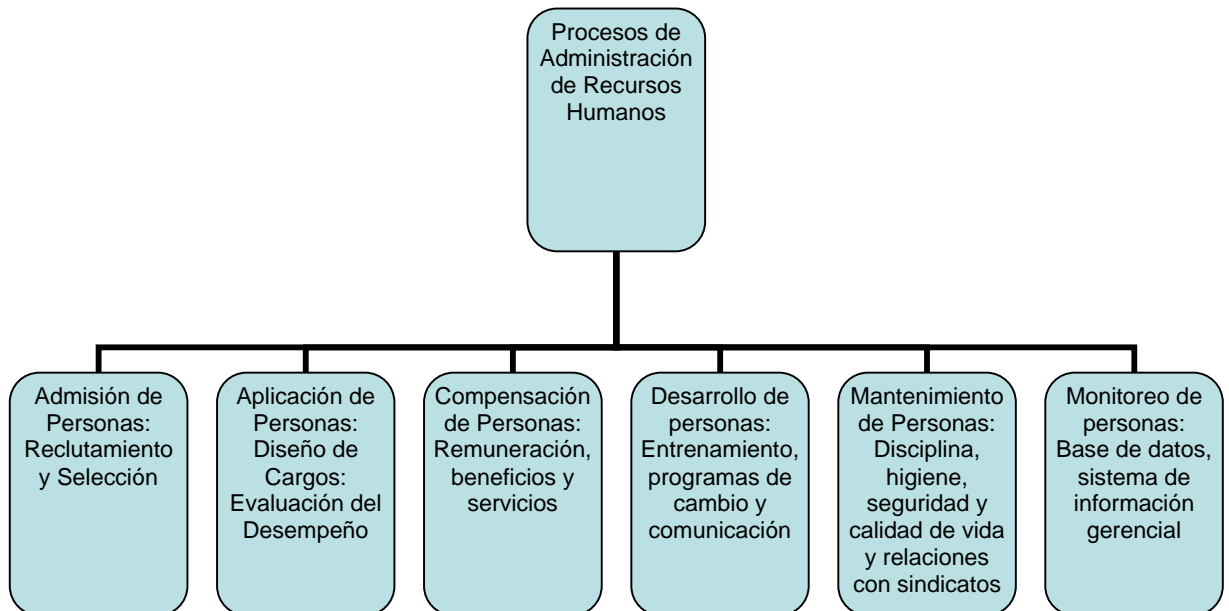 Procesos de
Administración
de Recursos
Humanos
Admisión de
Personas:
Reclutamiento
y Selección
Aplicación de
Personas:
Diseño de
Cargos:
Evaluación del
Desempeño
Compensación
de Personas:
Remuneración,
beneficios y
servicios
Desarrollo de
personas:
Entrenamiento,
programas de
cambio y
comunicación
Mantenimiento
de Personas:
Disciplina,
higiene,
seguridad y
calidad de vida
y relaciones
con sindicatos
Monitoreo de
personas:
Base de datos,
sistema de
información
gerencial